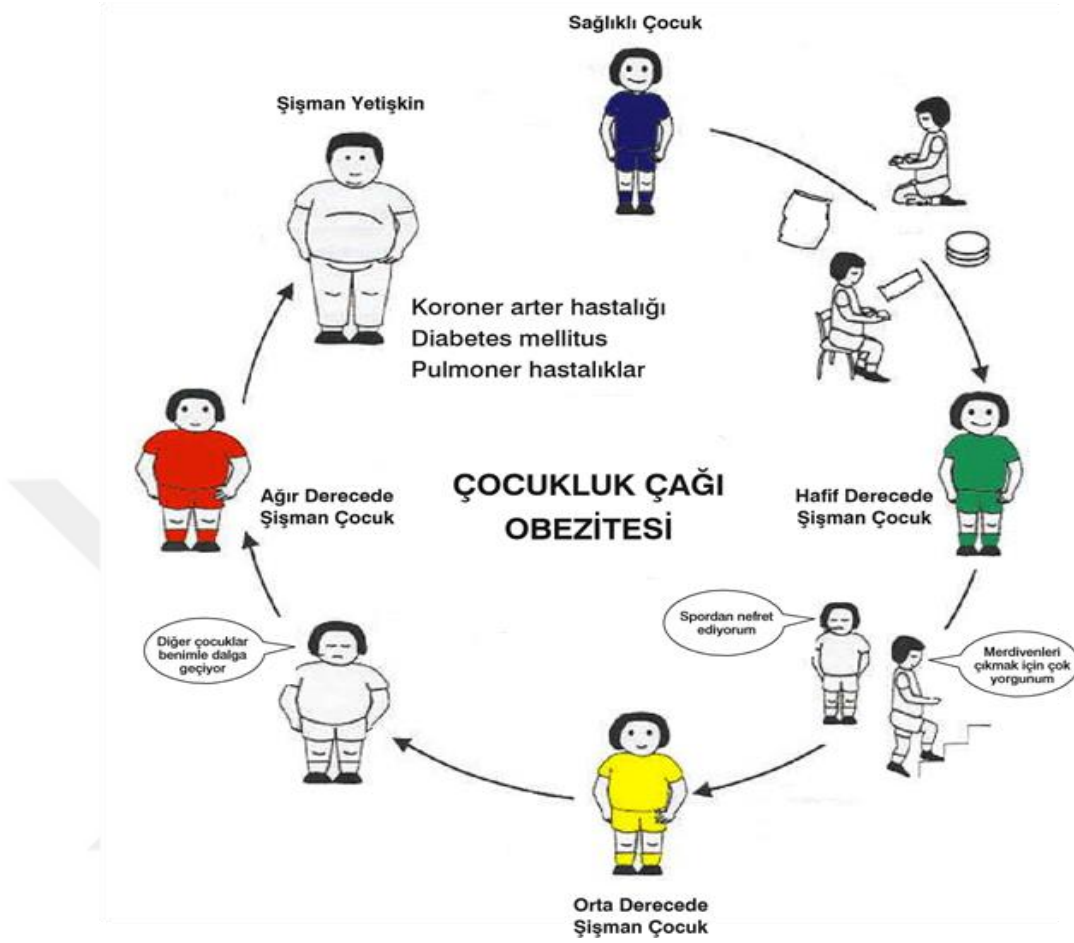 Sağlıklı Çocuk
Şişman Yetişkin
Koroner arter hastalığı
Diabetes mellitus
Pulmoner hastalıklar
ÇOCUKLUK ÇAĞI
OBEZİTESİ
Hafif Derecede
Şişman Çocuk
Ağır Derecede
Şişman Çocuk
Spordan nefret
ediyorum
Merdivenleri
çıkmak için çok
yorgunum
Diğer çocuklar
benimle dalga
geçiyor
Orta Derecede
Şişman Çocuk